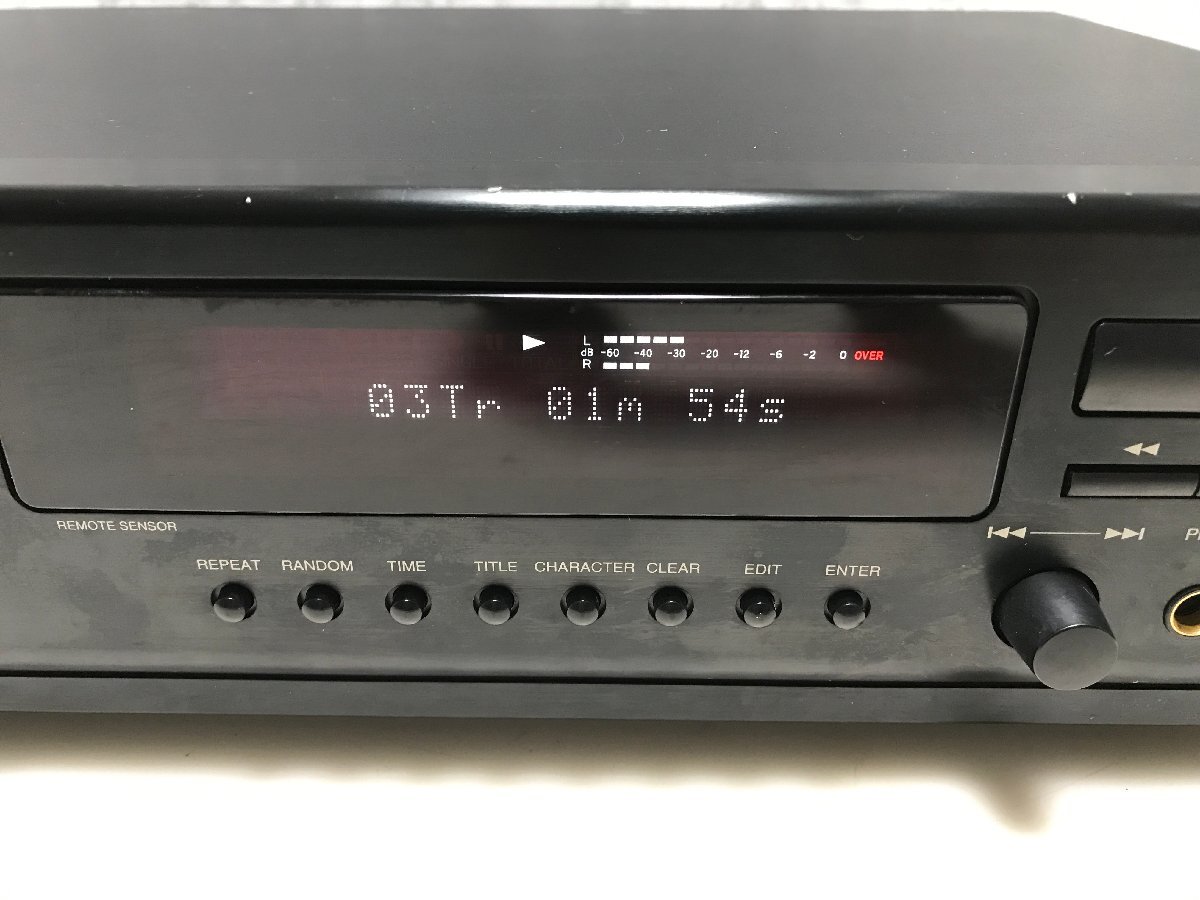 L
dB -60 -40 -30 -20 -12 -6 -2 0 OVER
R
03Tr 01m 54s
REMOTE SENSOR
REPEAT RANDOM TIME TITLE CHARACTER CLEAR EDIT ENTER